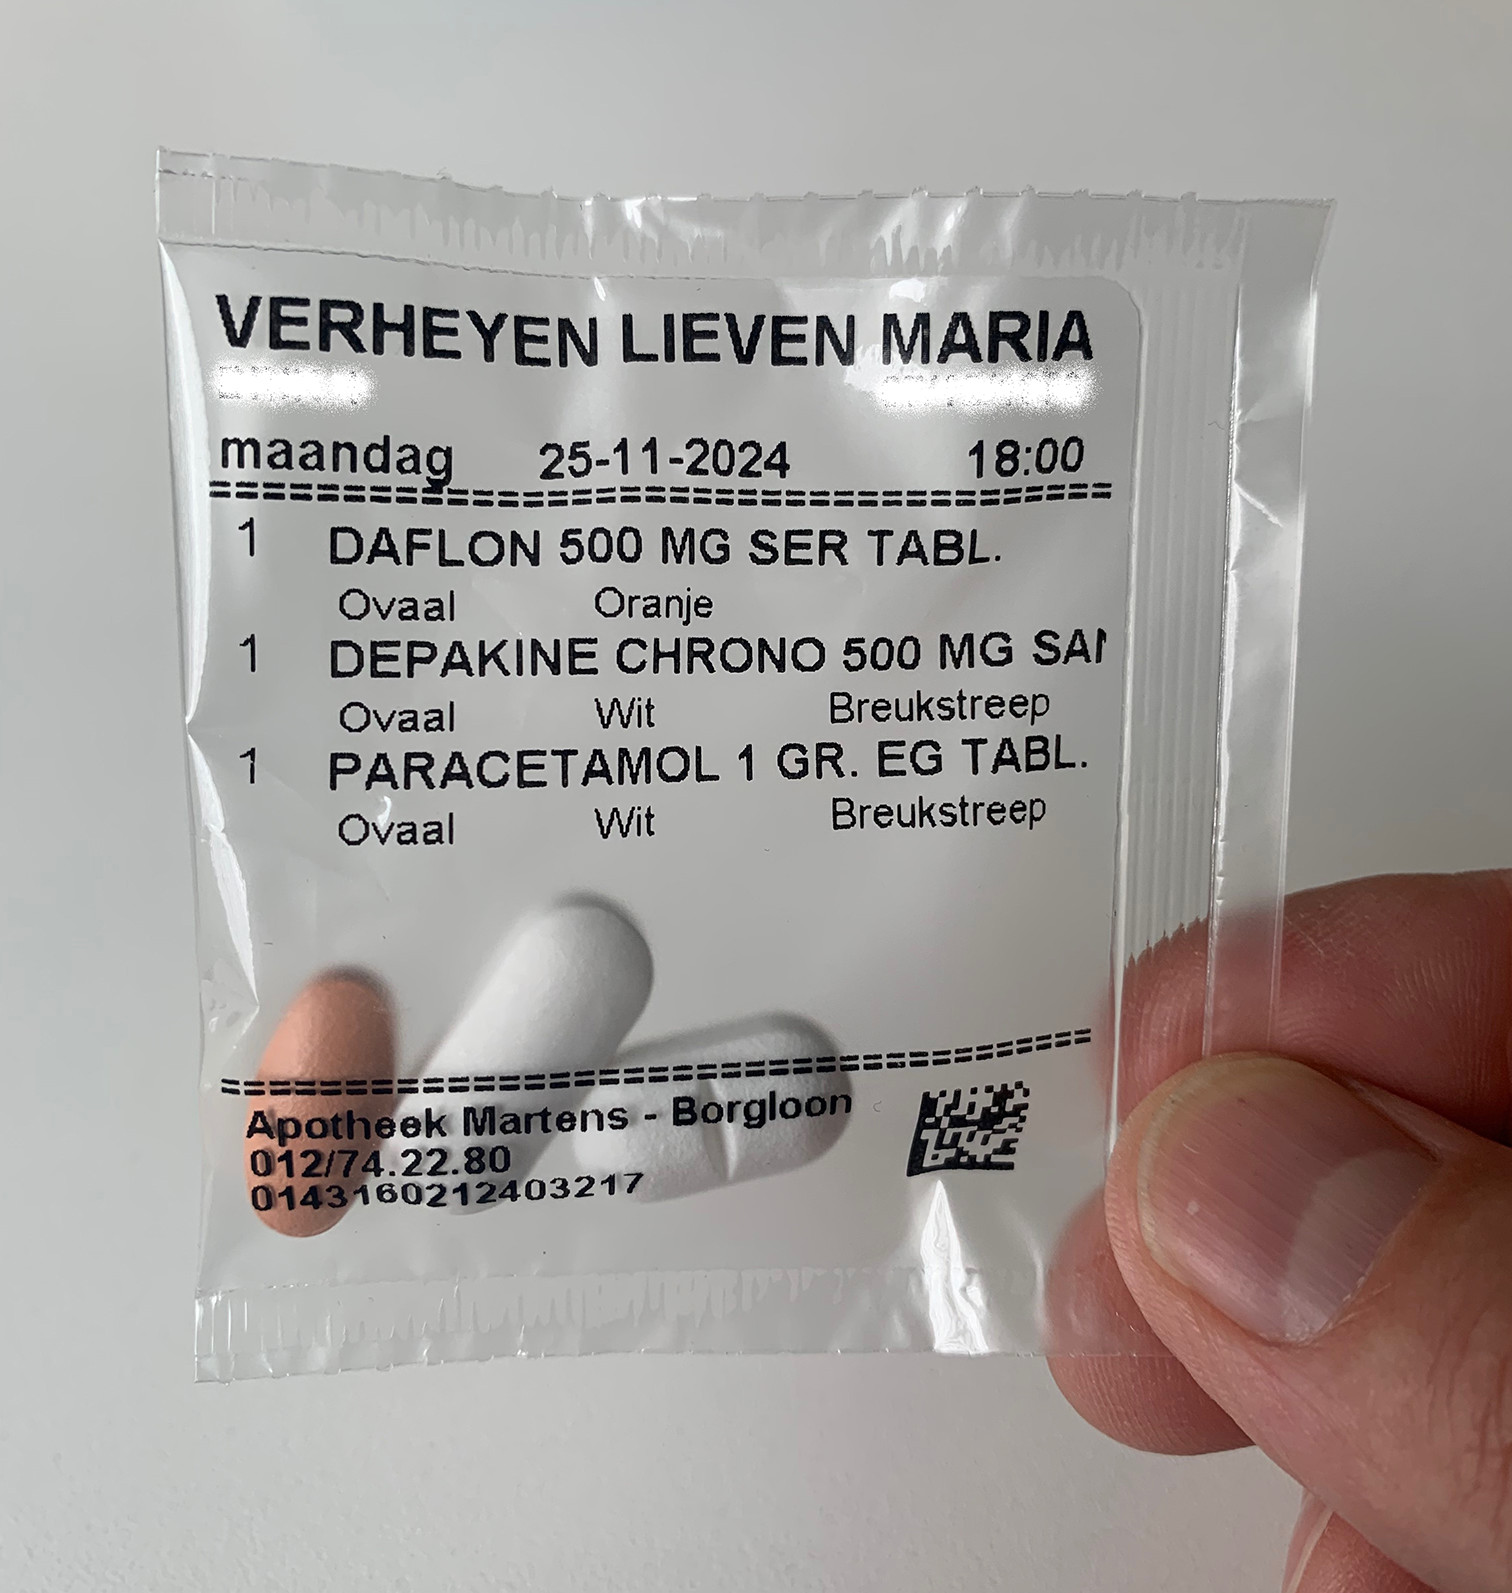 VERHEYEN LIEVEN MARIA
maandag 25-11-2024 18:00
======================================
1 DAFLON 500 MG SER TABL.
Ovaal Oranje
1 DEPAKINE CHRONO 500 MG
Ovaal Wit Breukstreep
1 PARACETAMOL 1 GR. EG TABL.
Ovaal Wit Breukstreep
======================================
Apotheek Martens - Borgloon
012/74.22.80
0143160212403217